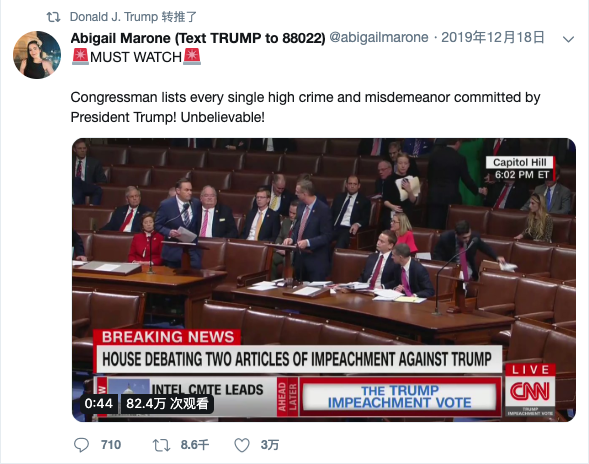 Donald J. Trump 转推了
Abigail Marone (Text TRUMP to 88022) @abigailmarone · 2019年12月18日
🚨MUST WATCH🚨
Congressman lists every single high crime and misdemeanor committed by
President Trump! Unbelievable!
Capitol Hill
6:02 PM ET
BREAKING NEWS
HOUSE DEBATING TWO ARTICLES OF IMPEACHMENT AGAINST TRUMP
LIVE
INTEL CMTE LEADS
AHEAD
LATER
THE TRUMP
IMPEACHMENT VOTE
CNN
TRUMP
IMPEACHMENT VOTE
0:44 82.4万 次观看
710 8.6千 3万